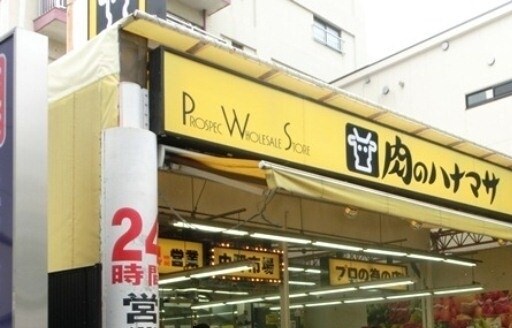 PROSPEC WHOLESALE STORE
肉のハナマサ
24
時間
営
営業
プロの為の